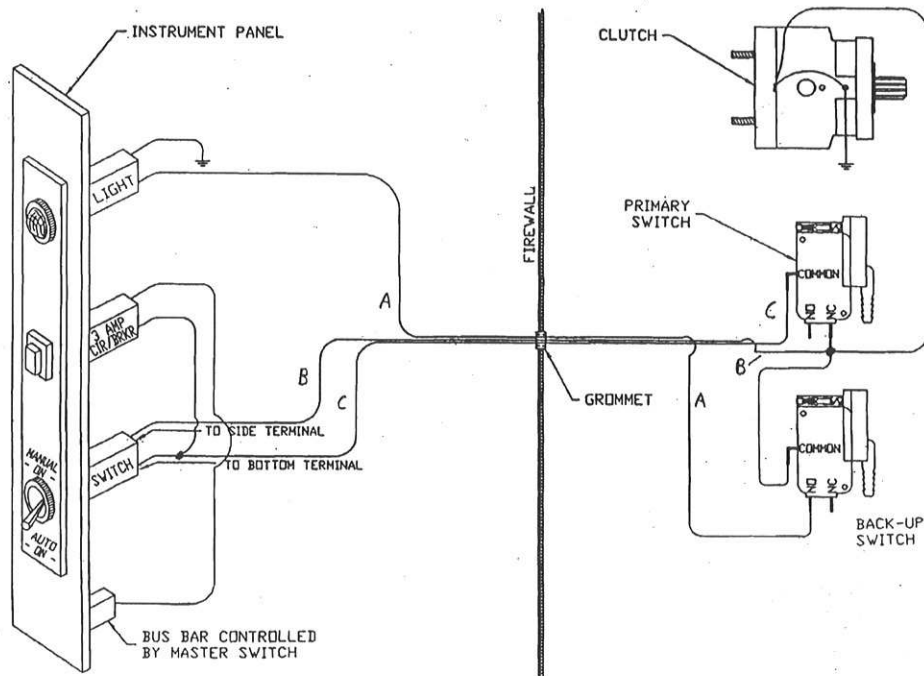 INSTRUMENT PANEL
CLUTCH
LIGHT
PRIMARY
SWITCH
FIREWALL
COMMON
A
C
3 AMP
CIR/BRKR
NO
NC
B
B
C
A
GROMMET
TO SIDE TERMINAL
TO BOTTOM TERMINAL
SWITCH
MANUAL
- ON -
AUTO
- ON -
COMMON
NO
NC
BACK-UP
SWITCH
BUS BAR CONTROLLED
BY MASTER SWITCH